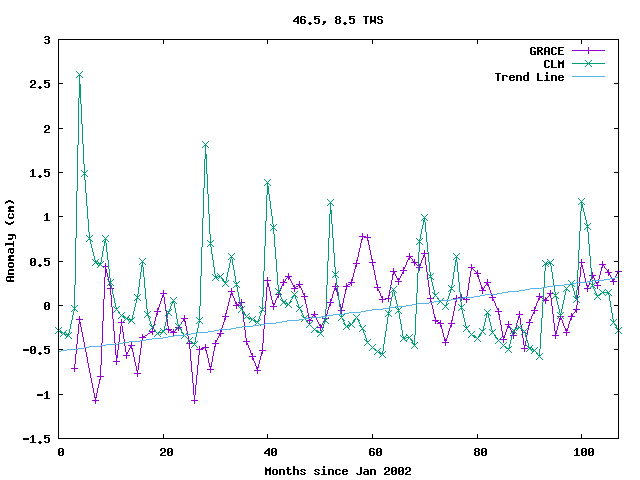 46.5, 8.5 TWS
GRACE
CLM
Trend Line
3
2.5
2
1.5
1
0.5
0
-0.5
-1
-1.5
Anomaly (cm)
0 20 40 60 80 100
Months since Jan 2002